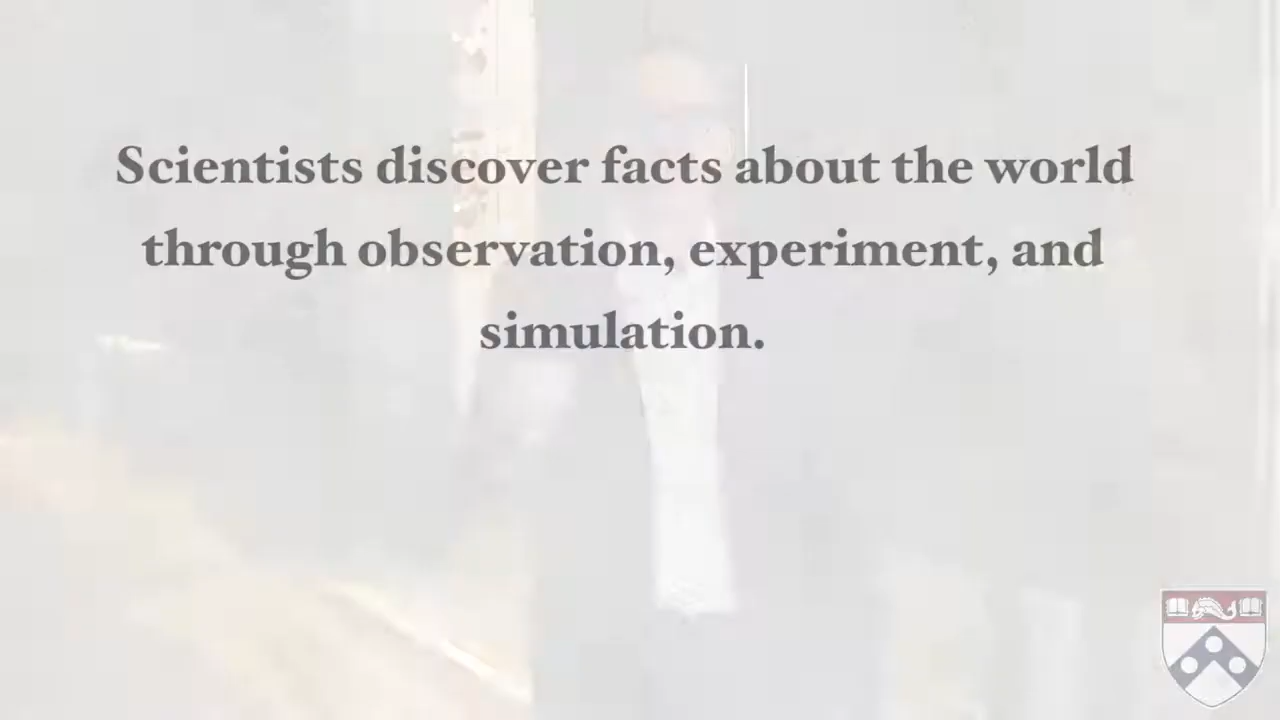 Scientists discover facts about the world
through observation, experiment, and
simulation.